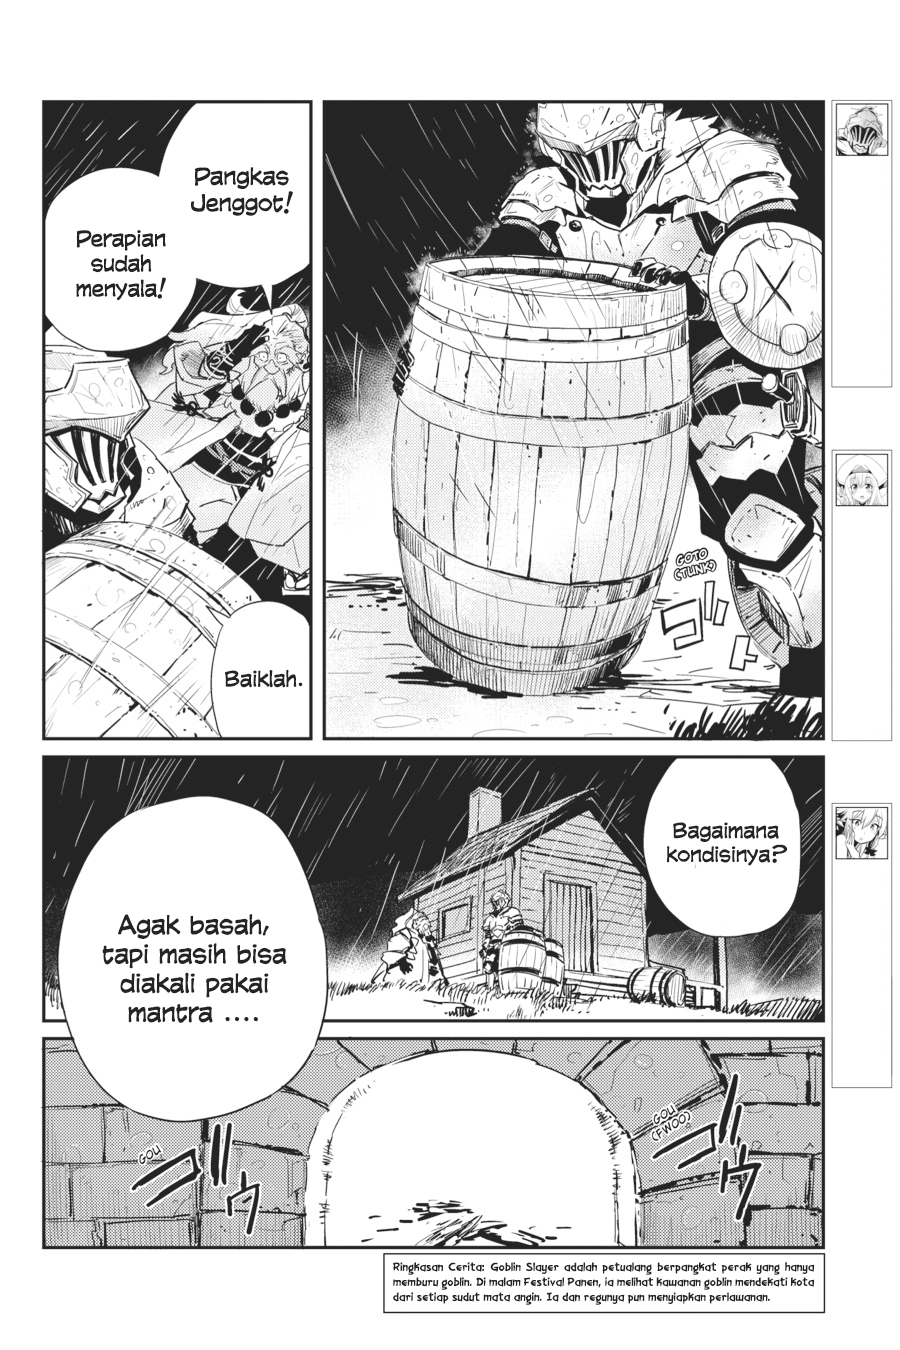 GOTO
(TUNK)
ゴト
Pangkas
Jenggot!
Perapian
sudah
menyala!
Baiklah.
Bagaimana
kondisinya?
Agak basah,
tapi masih bisa
diakali pakai
mantra ....
GOU
(FWOO)
ゴウ
GOU
ゴウ
Ringkasan Cerita: Goblin Slayer adalah petualang berpangkat perak yang hanya
memburu goblin. Di malam Festival Panen, ia melihat kawanan goblin mendekati kota
dari setiap sudut mata angin. Ia dan regunya pun menyiapkan perlawanan.